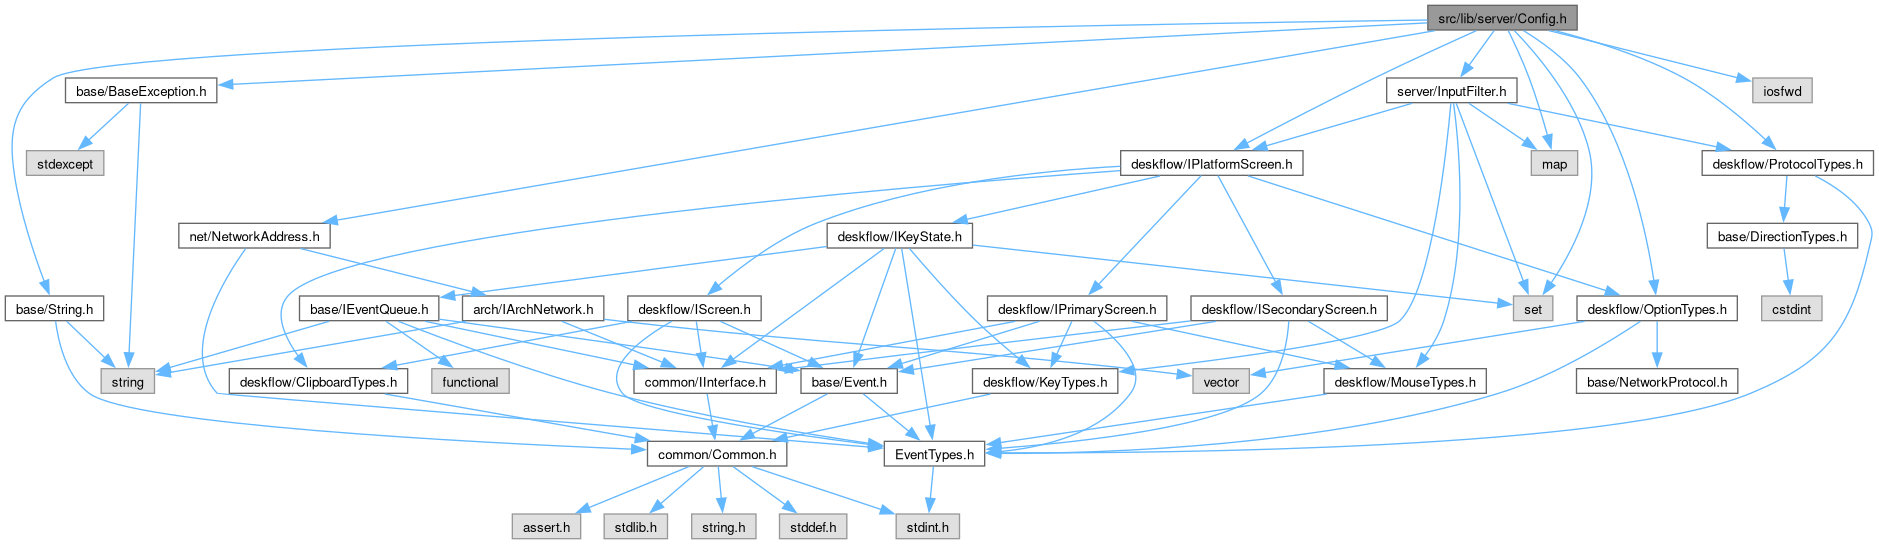 src/lib/server/Config.h
base/BaseException.h
server/InputFilter.h
iosfwd
stdexcept
deskflow/IPlatformScreen.h
map
deskflow/ProtocolTypes.h
net/NetworkAddress.h
deskflow/IKeyState.h
base/DirectionTypes.h
base/String.h
base/IEventQueue.h
arch/IArchNetwork.h
deskflow/IScreen.h
deskflow/IPrimaryScreen.h
deskflow/ISecondaryScreen.h
set
deskflow/OptionTypes.h
cstdint
string
deskflow/ClipboardTypes.h
functional
common/IInterface.h
base/Event.h
deskflow/KeyTypes.h
vector
deskflow/MouseTypes.h
base/NetworkProtocol.h
common/Common.h
EventTypes.h
assert.h
stdlib.h
string.h
stddef.h
stdint.h